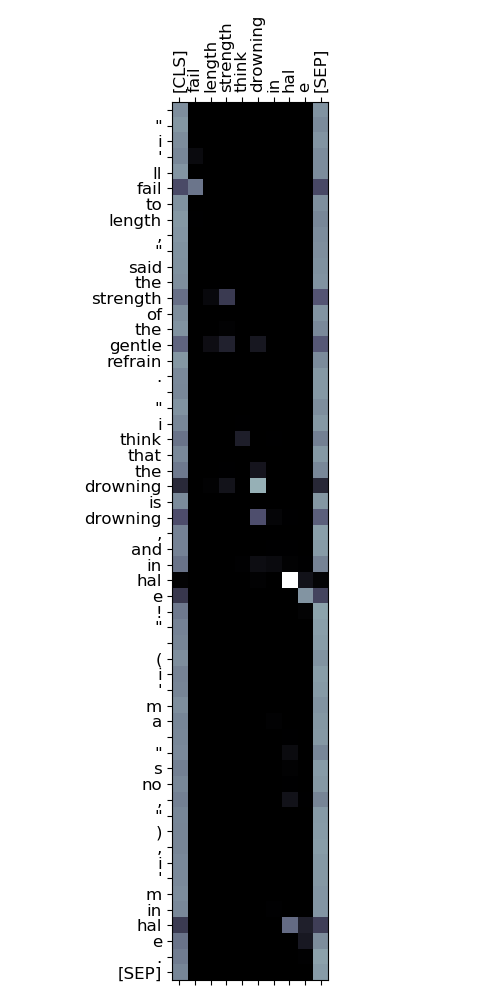 [CLS]
fail
length
strength
think
drowning
in
hal
e
[SEP]
"
i
'
ll
fail
to
length
,
"
said
the
strength
of
the
gentle
refrain
.
"
i
think
that
the
drowning
is
drowning
,
and
in
hal
e
!
"
(
i
'
m
a
"
s
no
,
"
)
,
i
'
m
in
hal
e
.
[SEP]